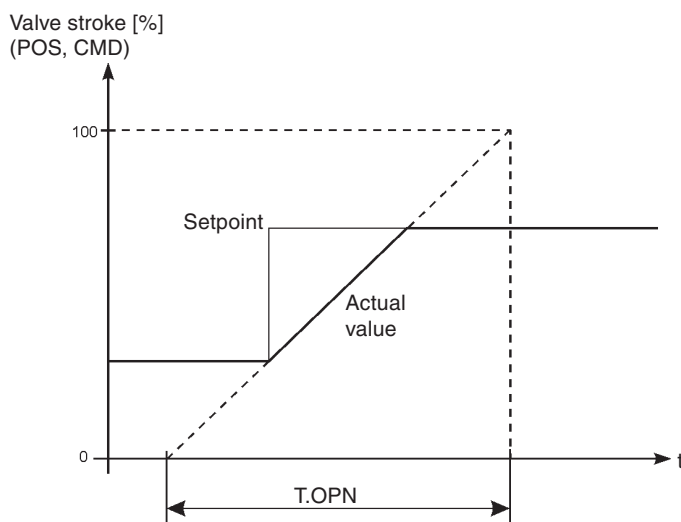 Valve stroke [%]
(POS, CMD)
100
Setpoint
Actual
value
0
t
T.OPN